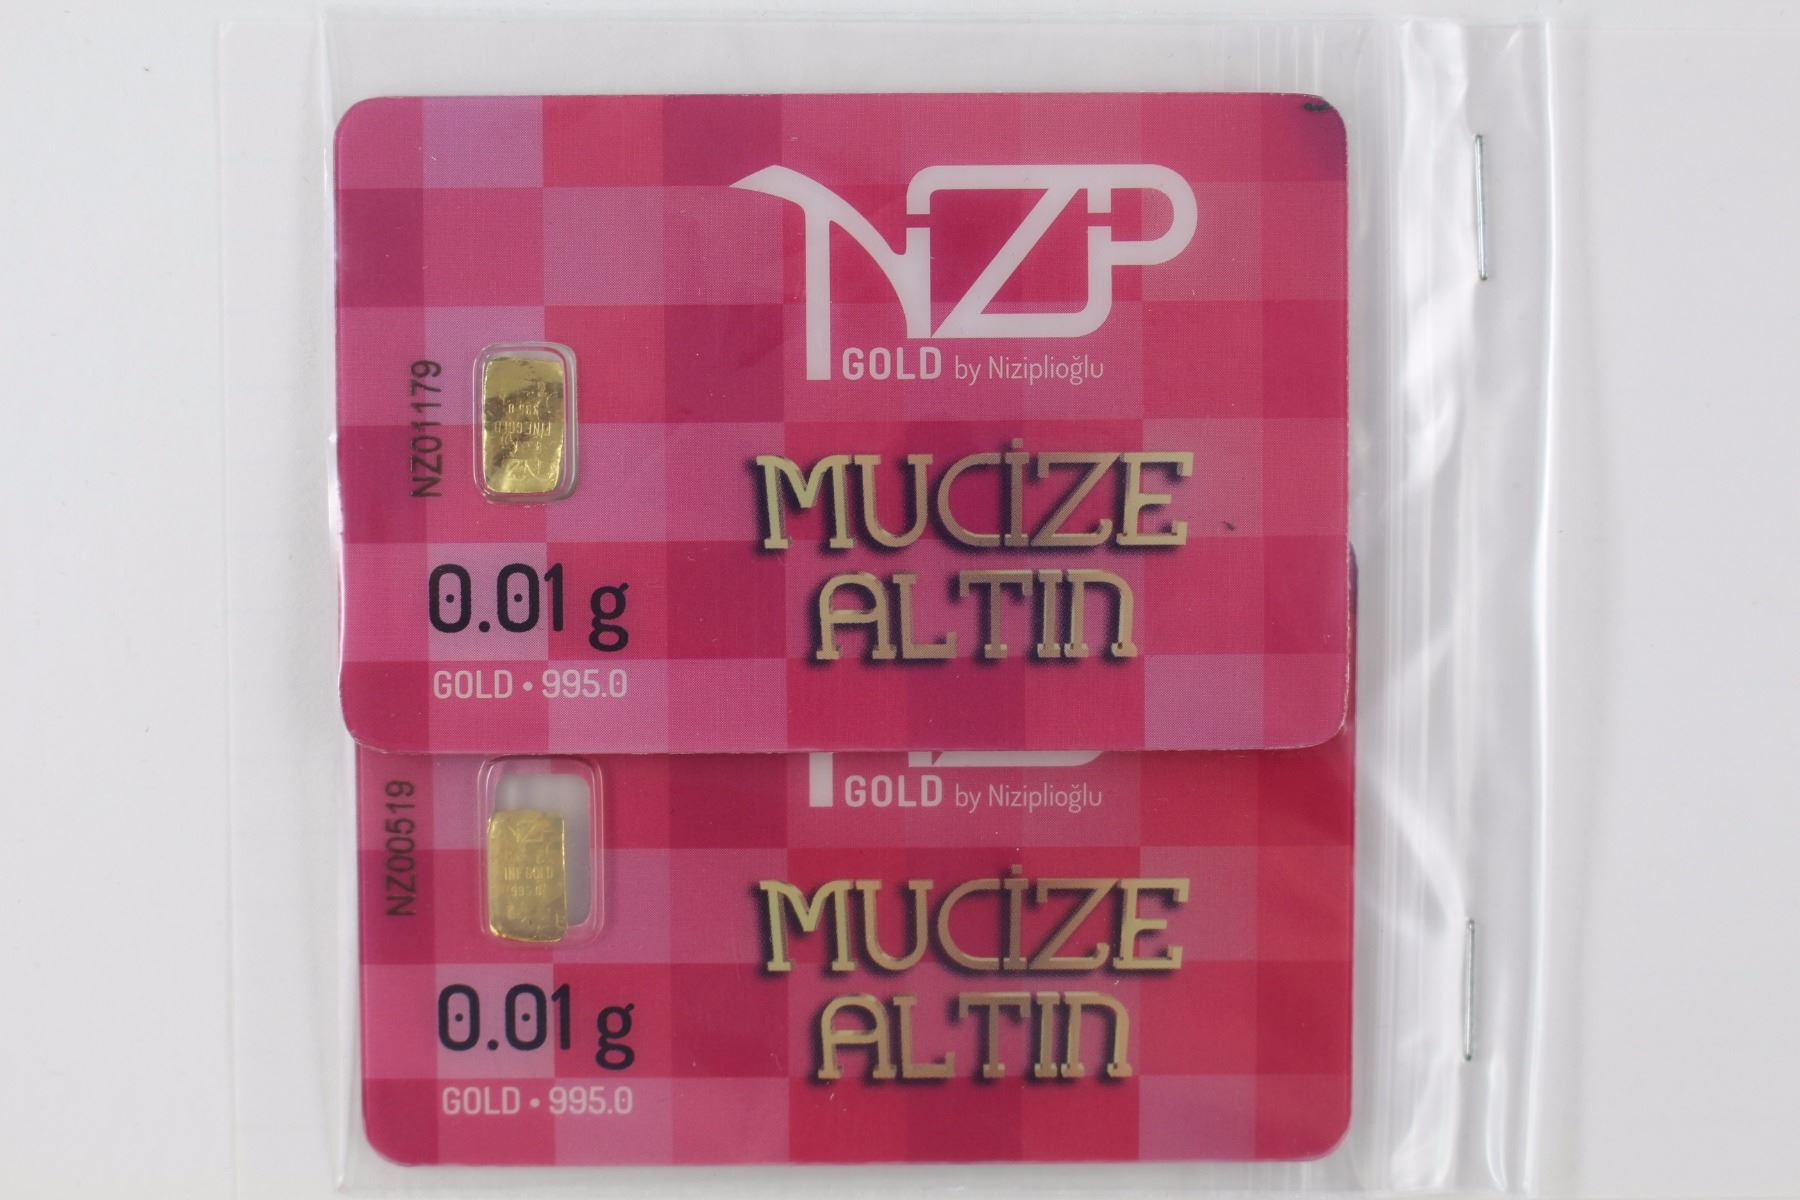 NZP
GOLD by Niziplioğlu
NZ01179
MUCİZE
ALTIN
0.01 g
GOLD • 995.0
GOLD by Niziplioğlu
NZ00519
NZP
MUCİZE
ALTIN
0.01 g
GOLD • 995.0